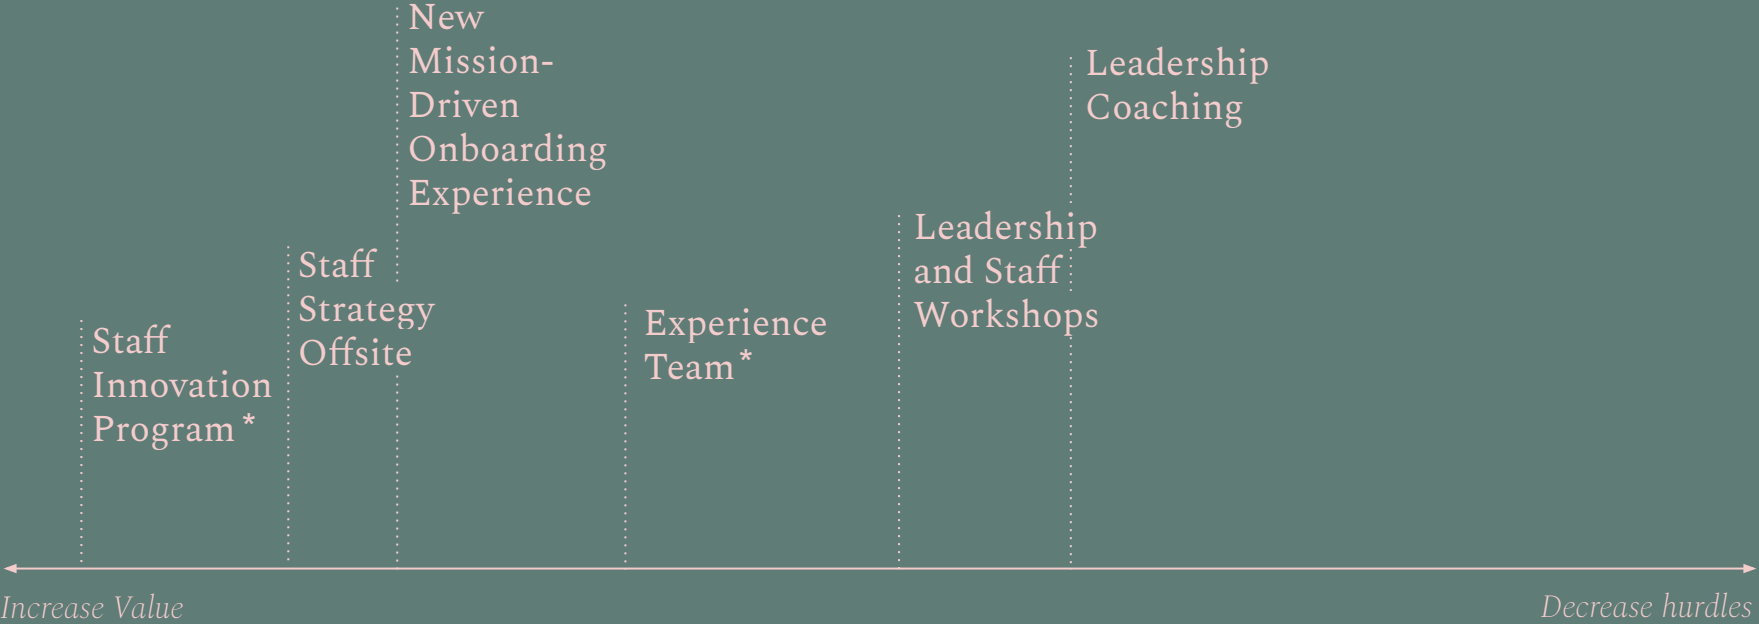 New
Mission-
Driven
Onboarding
Experience
Leadership
Coaching
Leadership
and Staff
Workshops
Staff
Strategy
Offsite
Experience
Team*
Staff
Innovation
Program*
Increase Value
Decrease hurdles